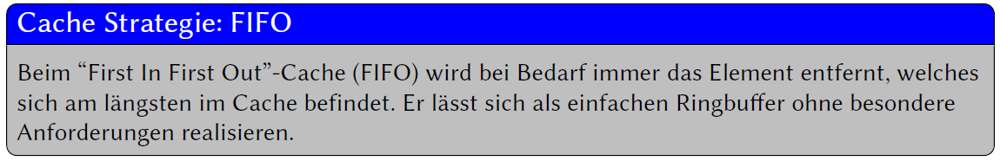 Cache Strategie: FIFO
Beim “First In First Out”-Cache (FIFO) wird bei Bedarf immer das Element entfernt, welches
sich am längsten im Cache befindet. Er lässt sich als einfachen Ringbuffer ohne besondere
Anforderungen realisieren.